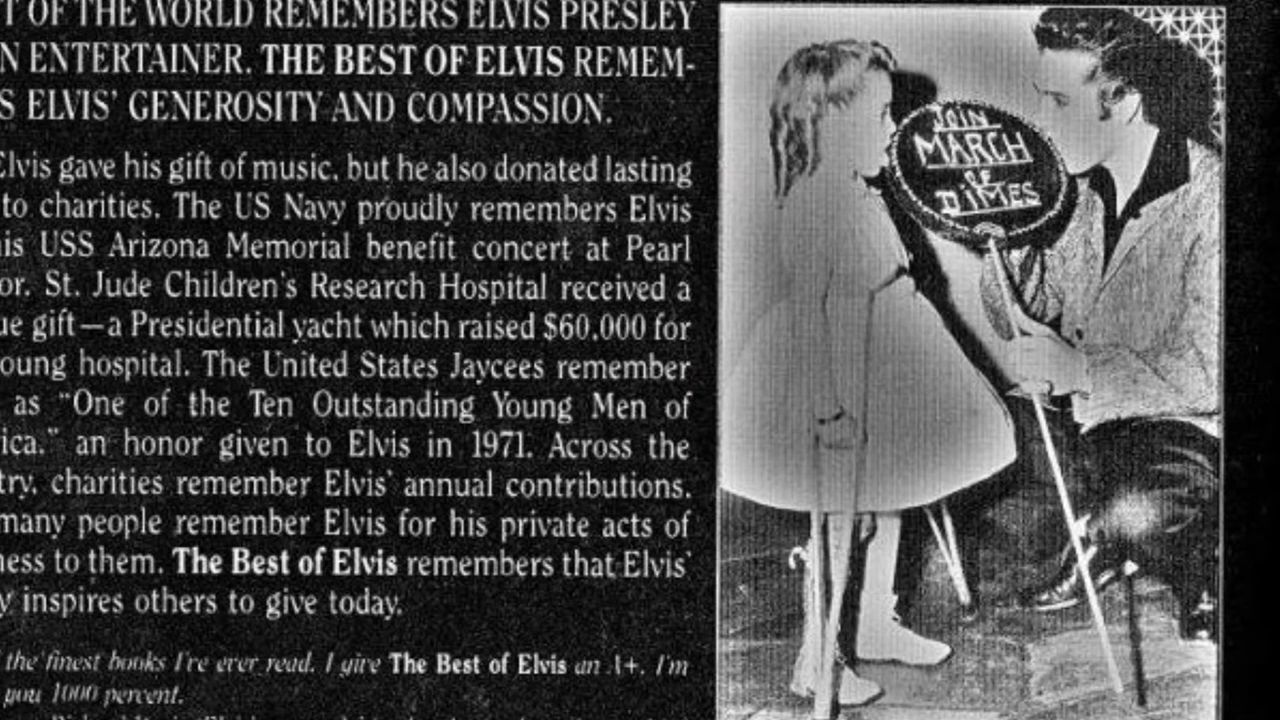 T OF THE WORLD REMEMBERS ELVIS PRESLEY
N ENTERTAINER. THE BEST OF ELVIS REMEM-
S ELVIS' GENEROSITY AND COMPASSION.
Elvis gave his gift of music, but he also donated lasting
to charities. The US Navy proudly remembers Elvis
his USS Arizona Memorial benefit concert at Pearl
or. St. Jude Children's Research Hospital received a
ue gift—a Presidential yacht which raised $60,000 for
oung hospital. The United States Jaycees remember
as "One of the Ten Outstanding Young Men of
ica," an honor given to Elvis in 1971. Across the
try, charities remember Elvis' annual contributions.
many people remember Elvis for his private acts of
ness to them. The Best of Elvis remembers that Elvis'
y inspires others to give today.
the finest books I've ever read. I give The Best of Elvis an A+. I'm
you 1000 percent.
JOIN
MARCH
OF
DIMES